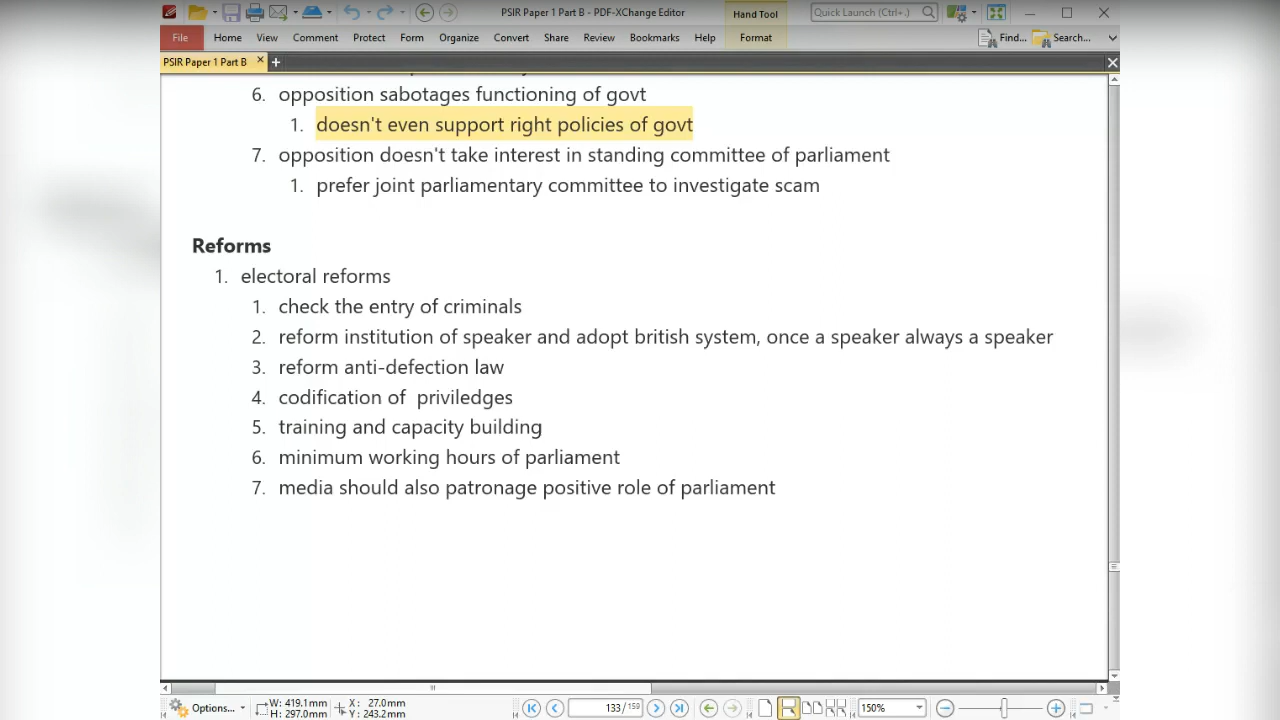 PSIR Paper 1 Part B - PDF-XChange Editor
Hand Tool
Quick Launch (Ctrl+.)
File Home View Comment Protect Form Organize Convert Share Review Bookmarks Help Format Find... Search...
PSIR Paper 1 Part B
6. opposition sabotages functioning of govt
1. doesn't even support right policies of govt
7. opposition doesn't take interest in standing committee of parliament
1. prefer joint parliamentary committee to investigate scam
Reforms
1. electoral reforms
1. check the entry of criminals
2. reform institution of speaker and adopt british system, once a speaker always a speaker
3. reform anti-defection law
4. codification of  priviledges
5. training and capacity building
6. minimum working hours of parliament
7. media should also patronage positive role of parliament
Options...
W: 419.1mm
H: 297.0mm
X: 27.0mm
Y: 243.2mm
133 / 159
150%